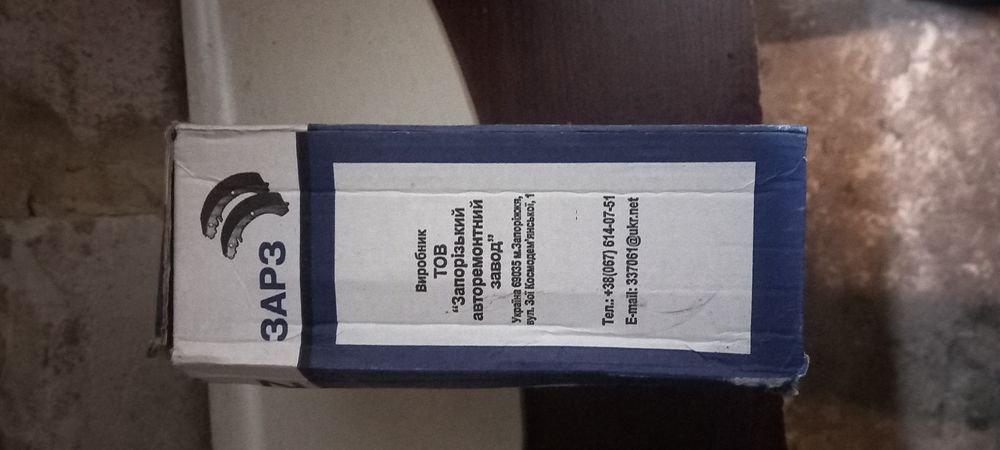 ЗАРЗ
Виробник
ТОВ
“Запорізький
авторемонтний
завод”
Україна 69035 м.Запоріжжя,
вул. Зої Космодем'янської, 1
Тел.: +38(067) 614-07-51
E-mail: 337061@ukr.net